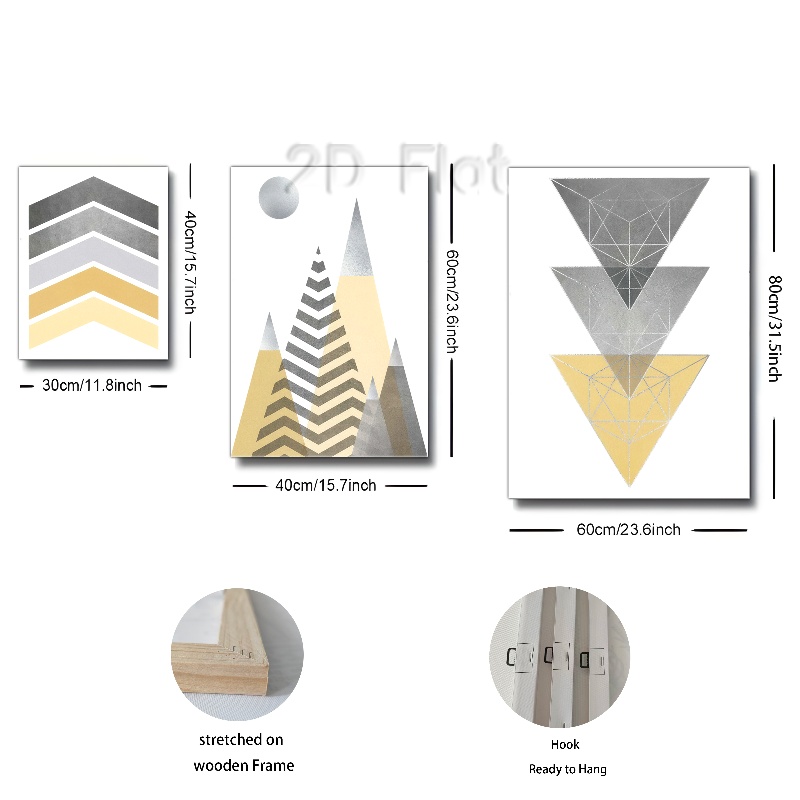 2D Flat
40cm/15.7inch
60cm/23.6inch
80cm/31.5inch
30cm/11.8inch
40cm/15.7inch
60cm/23.6inch
stretched on
wooden Frame
Hook
Ready to Hang